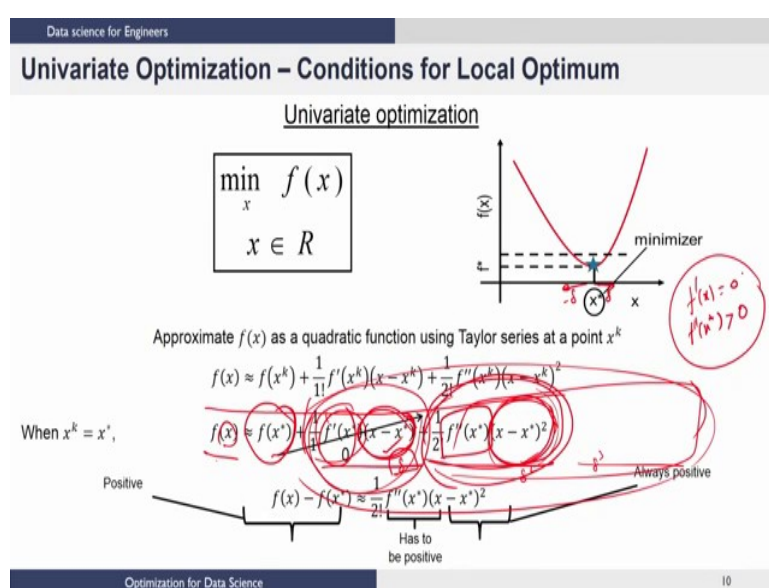 Data science for Engineers
Univariate Optimization – Conditions for Local Optimum
Univariate optimization
min f(x)
x
x ∈ R
f(x)
f*
minimizer
-δ
x*
δ
x
f'(x) = 0
f''(x*) > 0
Approximate f(x) as a quadratic function using Taylor series at a point x^k
f(x) ≈ f(x^k) + 1/1! f'(x^k)(x − x^k) + 1/2! f''(x^k)(x − x^k)^2
When x^k = x*,
f(x) ≈ f(x*) + 1/1! f'(x*)(x − x*) + 1/2! f''(x*)(x − x*)^2
0
δ
δ^2
δ^3
Positive
Always positive
f(x) − f(x*) ≈ 1/2! f''(x*)(x − x*)^2
Has to
be positive
Optimization for Data Science
10